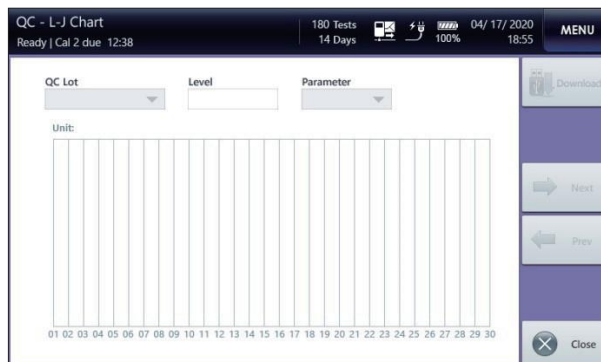 QC - L-J Chart
Ready | Cal 2 due 12:38
180 Tests
14 Days
100%
04/ 17/ 2020
18:55
MENU
QC Lot
Level
Parameter
Unit:
01 02 03 04 05 06 07 08 09 10 11 12 13 14 15 16 17 18 19 20 21 22 23 24 25 26 27 28 29 30
Download
Next
Prev
Close